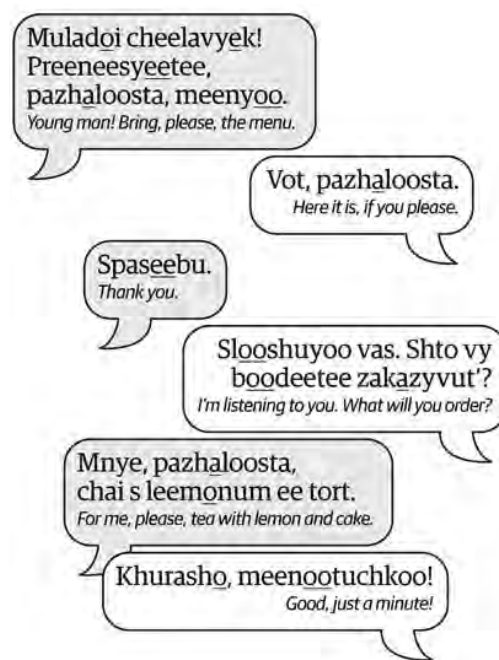 Muladoi cheelavyek!
Preeneesyeetee,
pazhaloosta, meenyoo.
Young man! Bring, please, the menu.
Vot, pazhaloosta.
Here it is, if you please.
Spaseebu.
Thank you.
Slooshuyoo vas. Shto vy
boodeetee zakazyvut'?
I'm listening to you. What will you order?
Mnye, pazhaloosta,
chai s leemonum ee tort.
For me, please, tea with lemon and cake.
Khurasho, meenootuchkoo!
Good, just a minute!